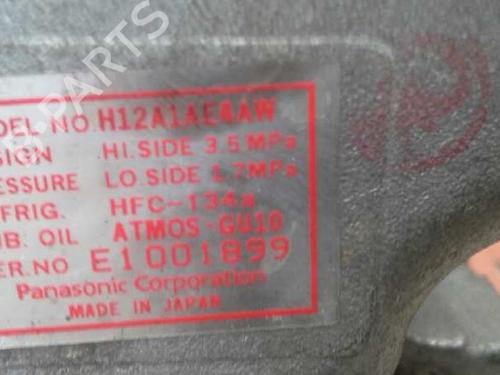 DEL NO. H12A1AE4AW
SIGN HI. SIDE 3.5 MPa
ESSURE LO. SIDE 1.7MPa
FRIG. HFC-134a
UB. OIL ATMOS-GU10
ER.NO E1001899
Panasonic Corporation
MADE IN JAPAN